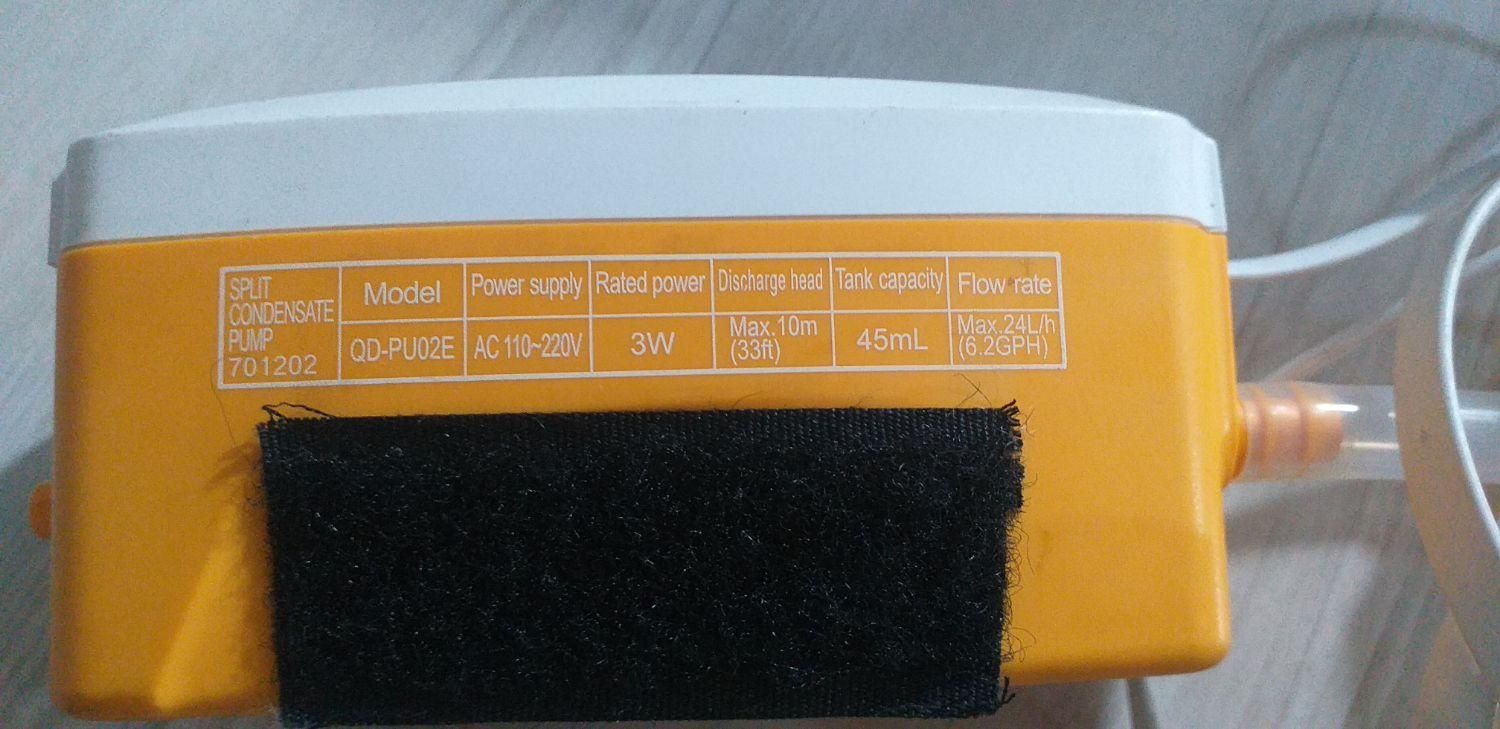 SPLIT
CONDENSATE
PUMP
701202
Model
Power supply
Rated power
Discharge head
Tank capacity
Flow rate
QD-PU02E
AC 110~220V
3W
Max.10m
(33ft)
45mL
Max.24L/h
(6.2GPH)